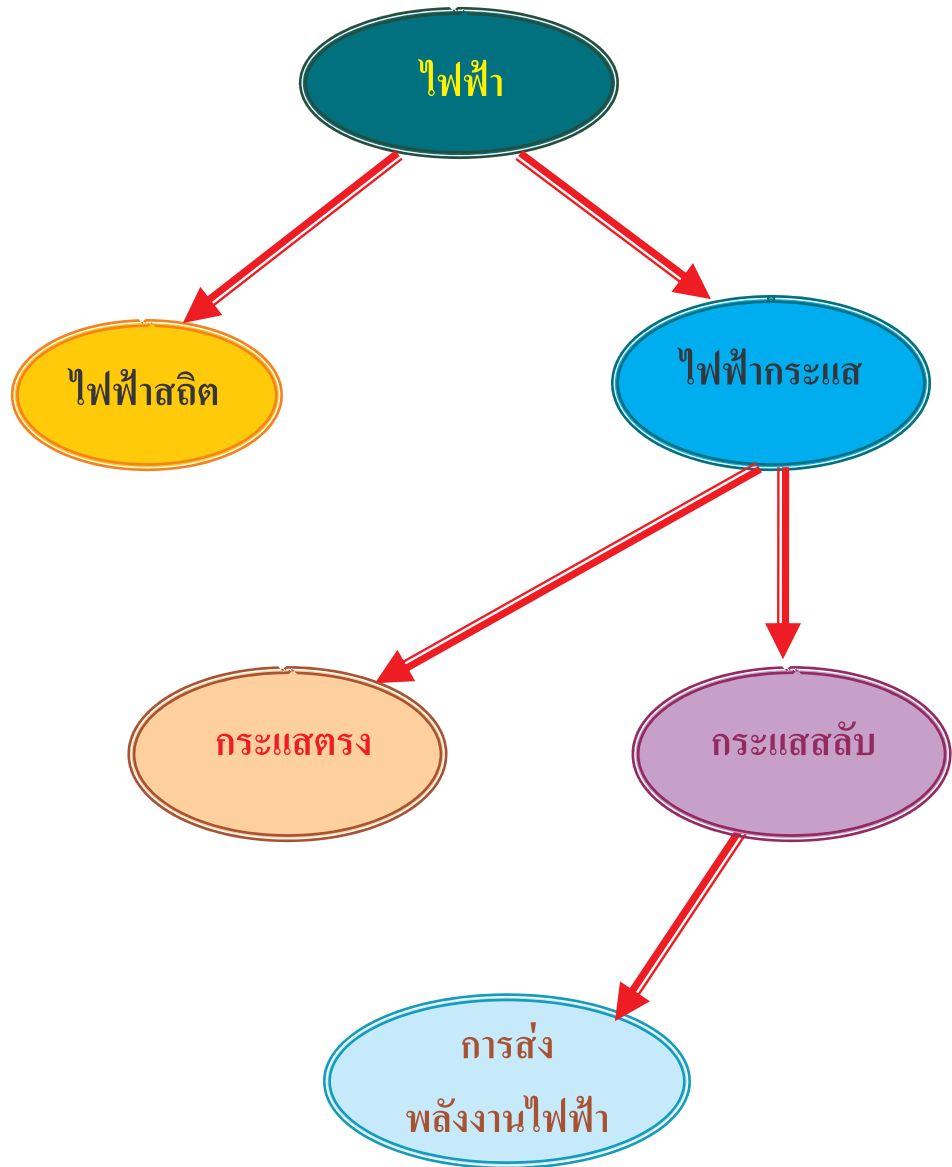 ไฟฟ้า
ไฟฟ้าสถิต
ไฟฟ้ากระแส
กระแสตรง
กระแสสลับ
การส่ง
พลังงานไฟฟ้า